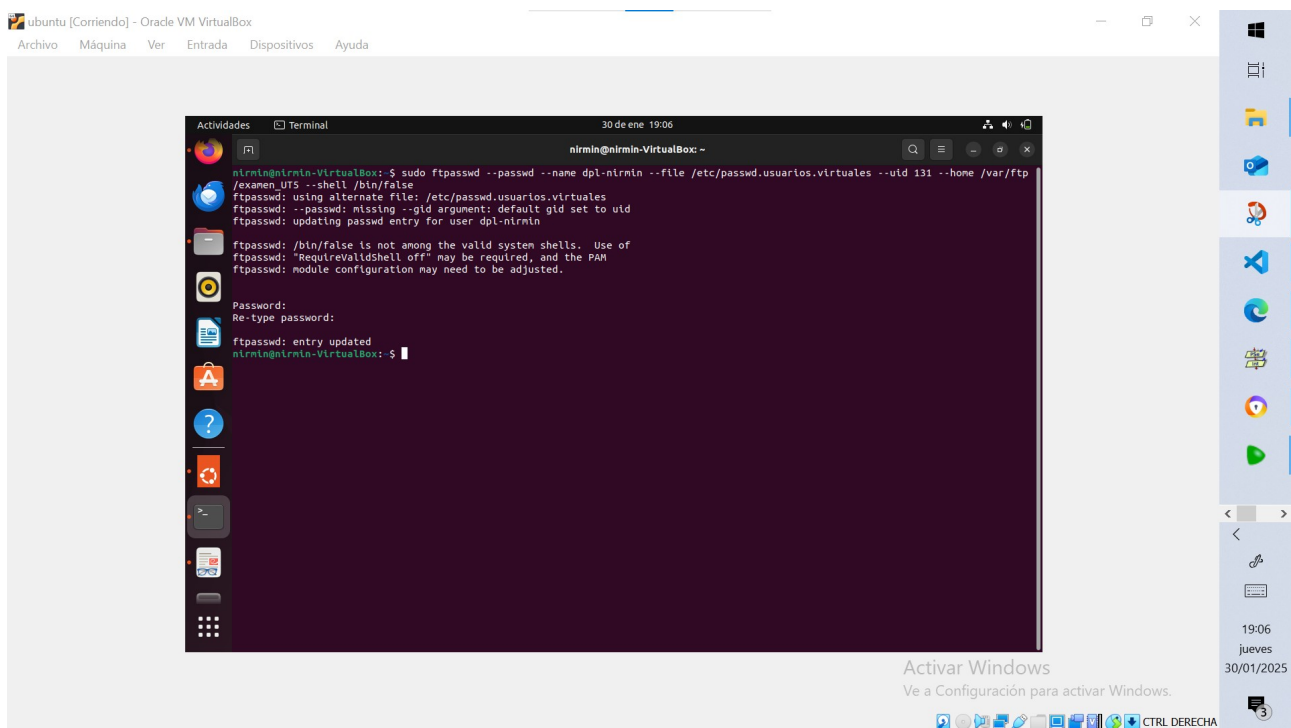 ubuntu [Corriendo] - Oracle VM VirtualBox
Archivo Máquina Ver Entrada Dispositivos Ayuda
Actividades Terminal 30 de ene 19:06
nirmin@nirmin-VirtualBox: ~
nirmin@nirmin-VirtualBox:~$ sudo ftpasswd --passwd --name dpl-nirmin --file /etc/passwd.usuarios.virtuales --uid 131 --home /var/ftp
/examen_UT5 --shell /bin/false
ftpasswd: using alternate file: /etc/passwd.usuarios.virtuales
ftpasswd: --passwd: missing --gid argument: default gid set to uid
ftpasswd: updating passwd entry for user dpl-nirmin
ftpasswd: /bin/false is not among the valid system shells.  Use of
ftpasswd: "RequireValidShell off" may be required, and the PAM
ftpasswd: module configuration may need to be adjusted.
Password:
Re-type password:
ftpasswd: entry updated
nirmin@nirmin-VirtualBox:~$
Activar Windows
Ve a Configuración para activar Windows.
CTRL DERECHA
19:06
jueves
30/01/2025
3